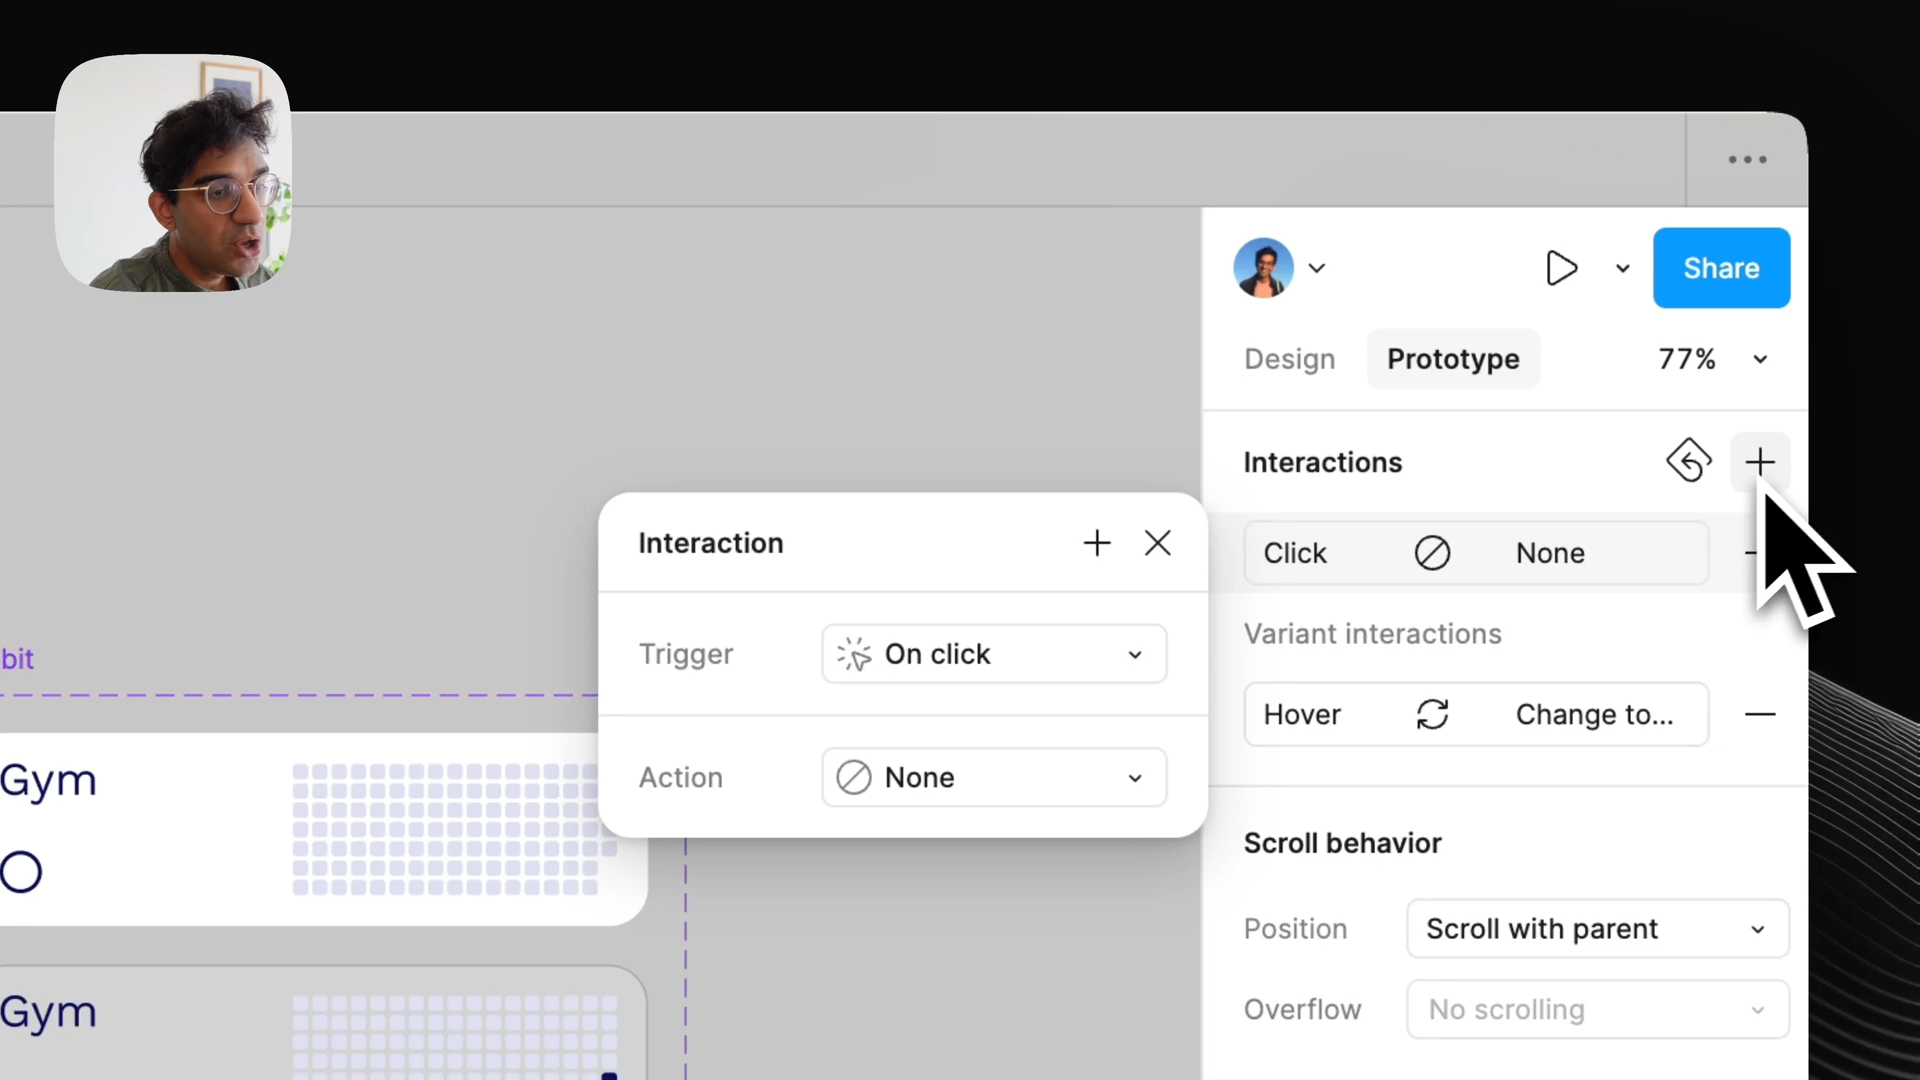 Share
Design
Prototype
77%
Interactions
Interaction
Click
None
Variant interactions
Trigger
On click
bit
Hover
Change to...
Action
None
Gym
Scroll behavior
Position
Scroll with parent
Gym
Overflow
No scrolling